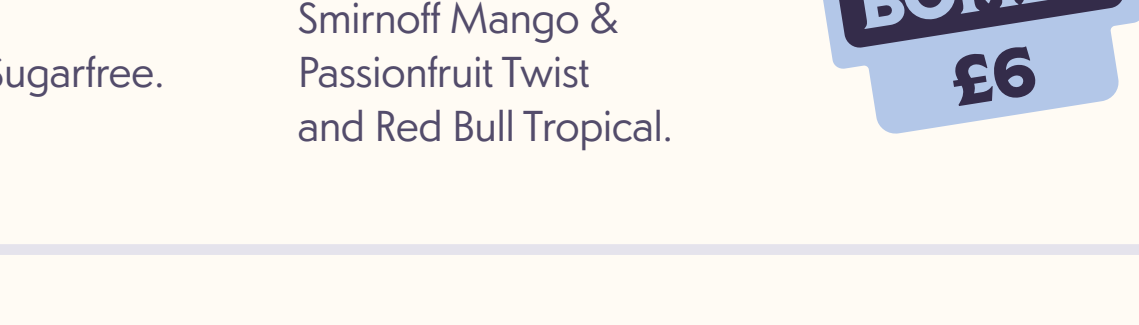 Sugarfree.
Smirnoff Mango &
Passionfruit Twist
and Red Bull Tropical.
£6